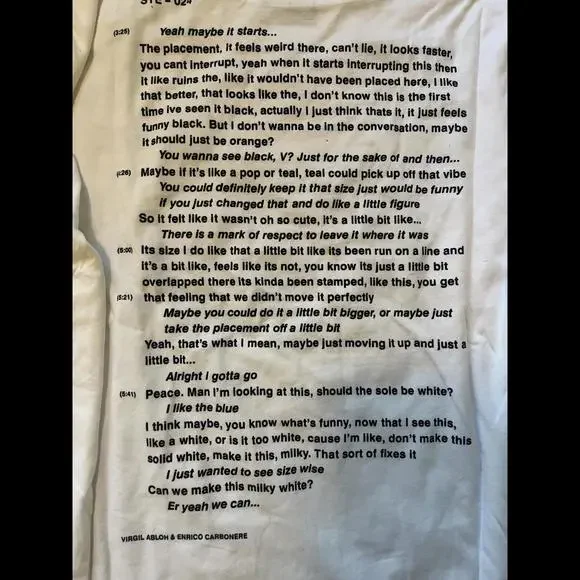 STE – 024
(3:25) Yeah maybe it starts...
The placement, it feels weird there, can't lie, it looks faster,
you cant interrupt, yeah when it starts interrupting this then
it like ruins the, like it wouldn't have been placed here, I like
that better, that looks like the, I don't know this is the first
time ive seen it black, actually I just think thats it, it just feels
funny black. But I don't wanna be in the conversation, maybe
it should just be orange?
You wanna see black, V? Just for the sake of and then...
(4:26) Maybe if it's like a pop or teal, teal could pick up off that vibe
You could definitely keep it that size just would be funny
if you just changed that and do like a little figure
So it felt like it wasn't oh so cute, it's a little bit like...
There is a mark of respect to leave it where it was
(5:00) Its size I do like that a little bit like its been run on a line and
it's a bit like, feels like its not, you know its just a little bit
overlapped there its kinda been stamped, like this, you get
(5:21) that feeling that we didn't move it perfectly
Maybe you could do it a little bit bigger, or maybe just
take the placement off a little bit
Yeah, that's what I mean, maybe just moving it up and just a
little bit...
Alright I gotta go
(5:41) Peace. Man I'm looking at this, should the sole be white?
I like the blue
I think maybe, you know what's funny, now that I see this,
like a white, or is it too white, cause I'm like, don't make this
solid white, make it this, milky. That sort of fixes it
I just wanted to see size wise
Can we make this milky white?
Er yeah we can...
VIRGIL ABLOH & ENRICO CARBONERE